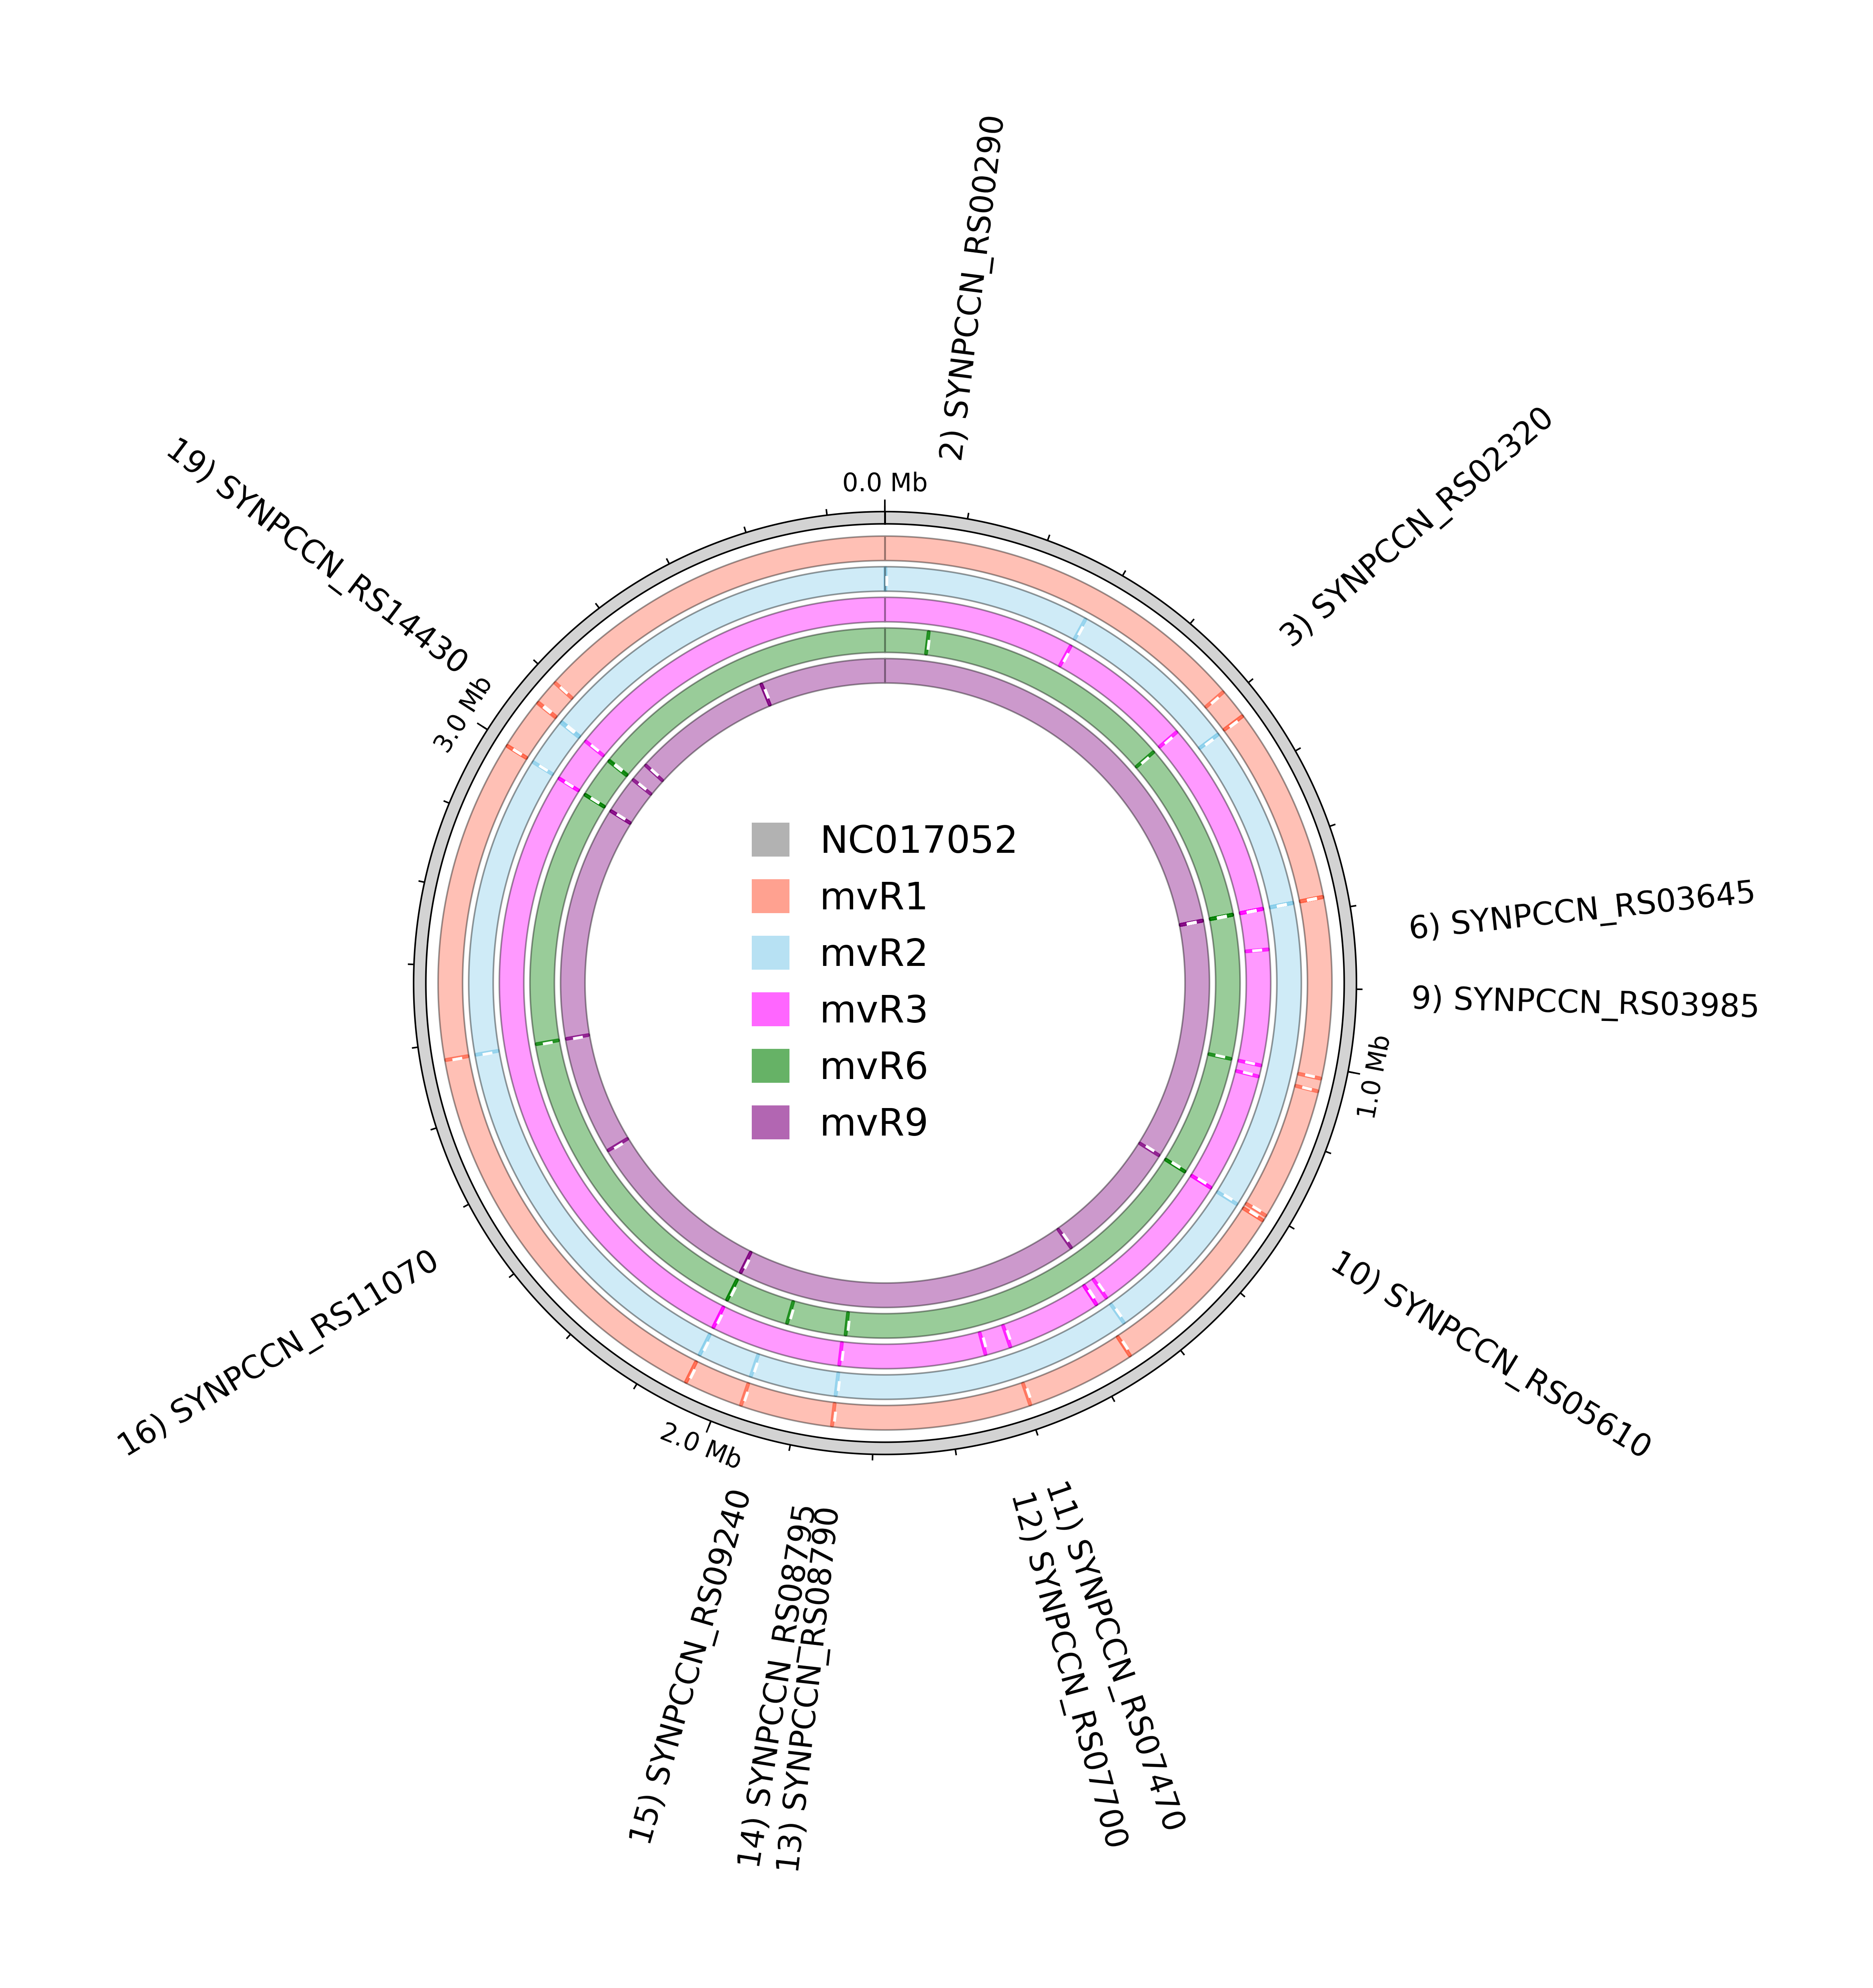 2) SYNPCCN_RS00290
3) SYNPCCN_RS02320
19) SYNPCCN_RS14430
0.0 Mb
3.0 Mb
NC017052
mvR1
mvR2
mvR3
mvR6
mvR9
6) SYNPCCN_RS03645
9) SYNPCCN_RS03985
1.0 Mb
10) SYNPCCN_RS05610
16) SYNPCCN_RS11070
2.0 Mb
15) SYNPCCN_RS09240
14) SYNPCCN_RS08795
13) SYNPCCN_RS08790
12) SYNPCCN_RS07700
11) SYNPCCN_RS07470